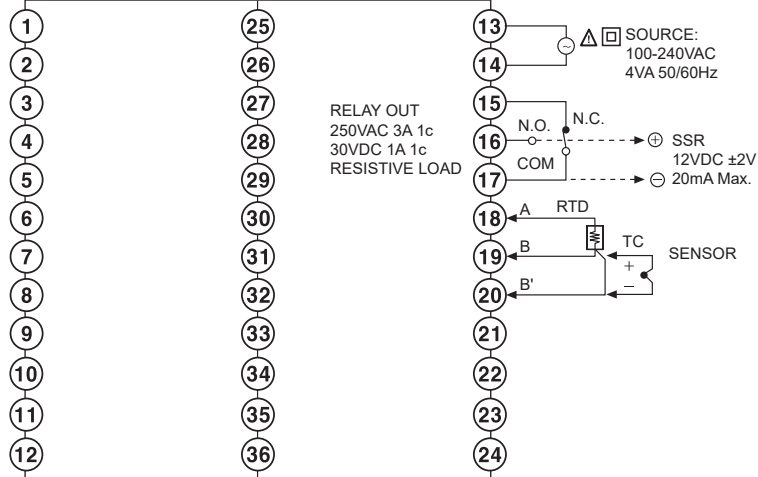 1 25 13
2 26 14
3 27 15
4 28 16
5 29 17
6 30 18
7 31 19
8 32 20
9 33 21
10 34 22
11 35 23
12 36 24
SOURCE:
100-240VAC
4VA 50/60Hz
RELAY OUT
250VAC 3A 1c
30VDC 1A 1c
RESISTIVE LOAD
N.O.
N.C.
COM
SSR
12VDC ±2V
20mA Max.
A
RTD
B
B'
TC
+
−
SENSOR